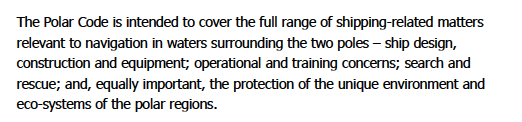 The Polar Code is intended to cover the full range of shipping-related matters
relevant to navigation in waters surrounding the two poles – ship design,
construction and equipment; operational and training concerns; search and
rescue; and, equally important, the protection of the unique environment and
eco-systems of the polar regions.